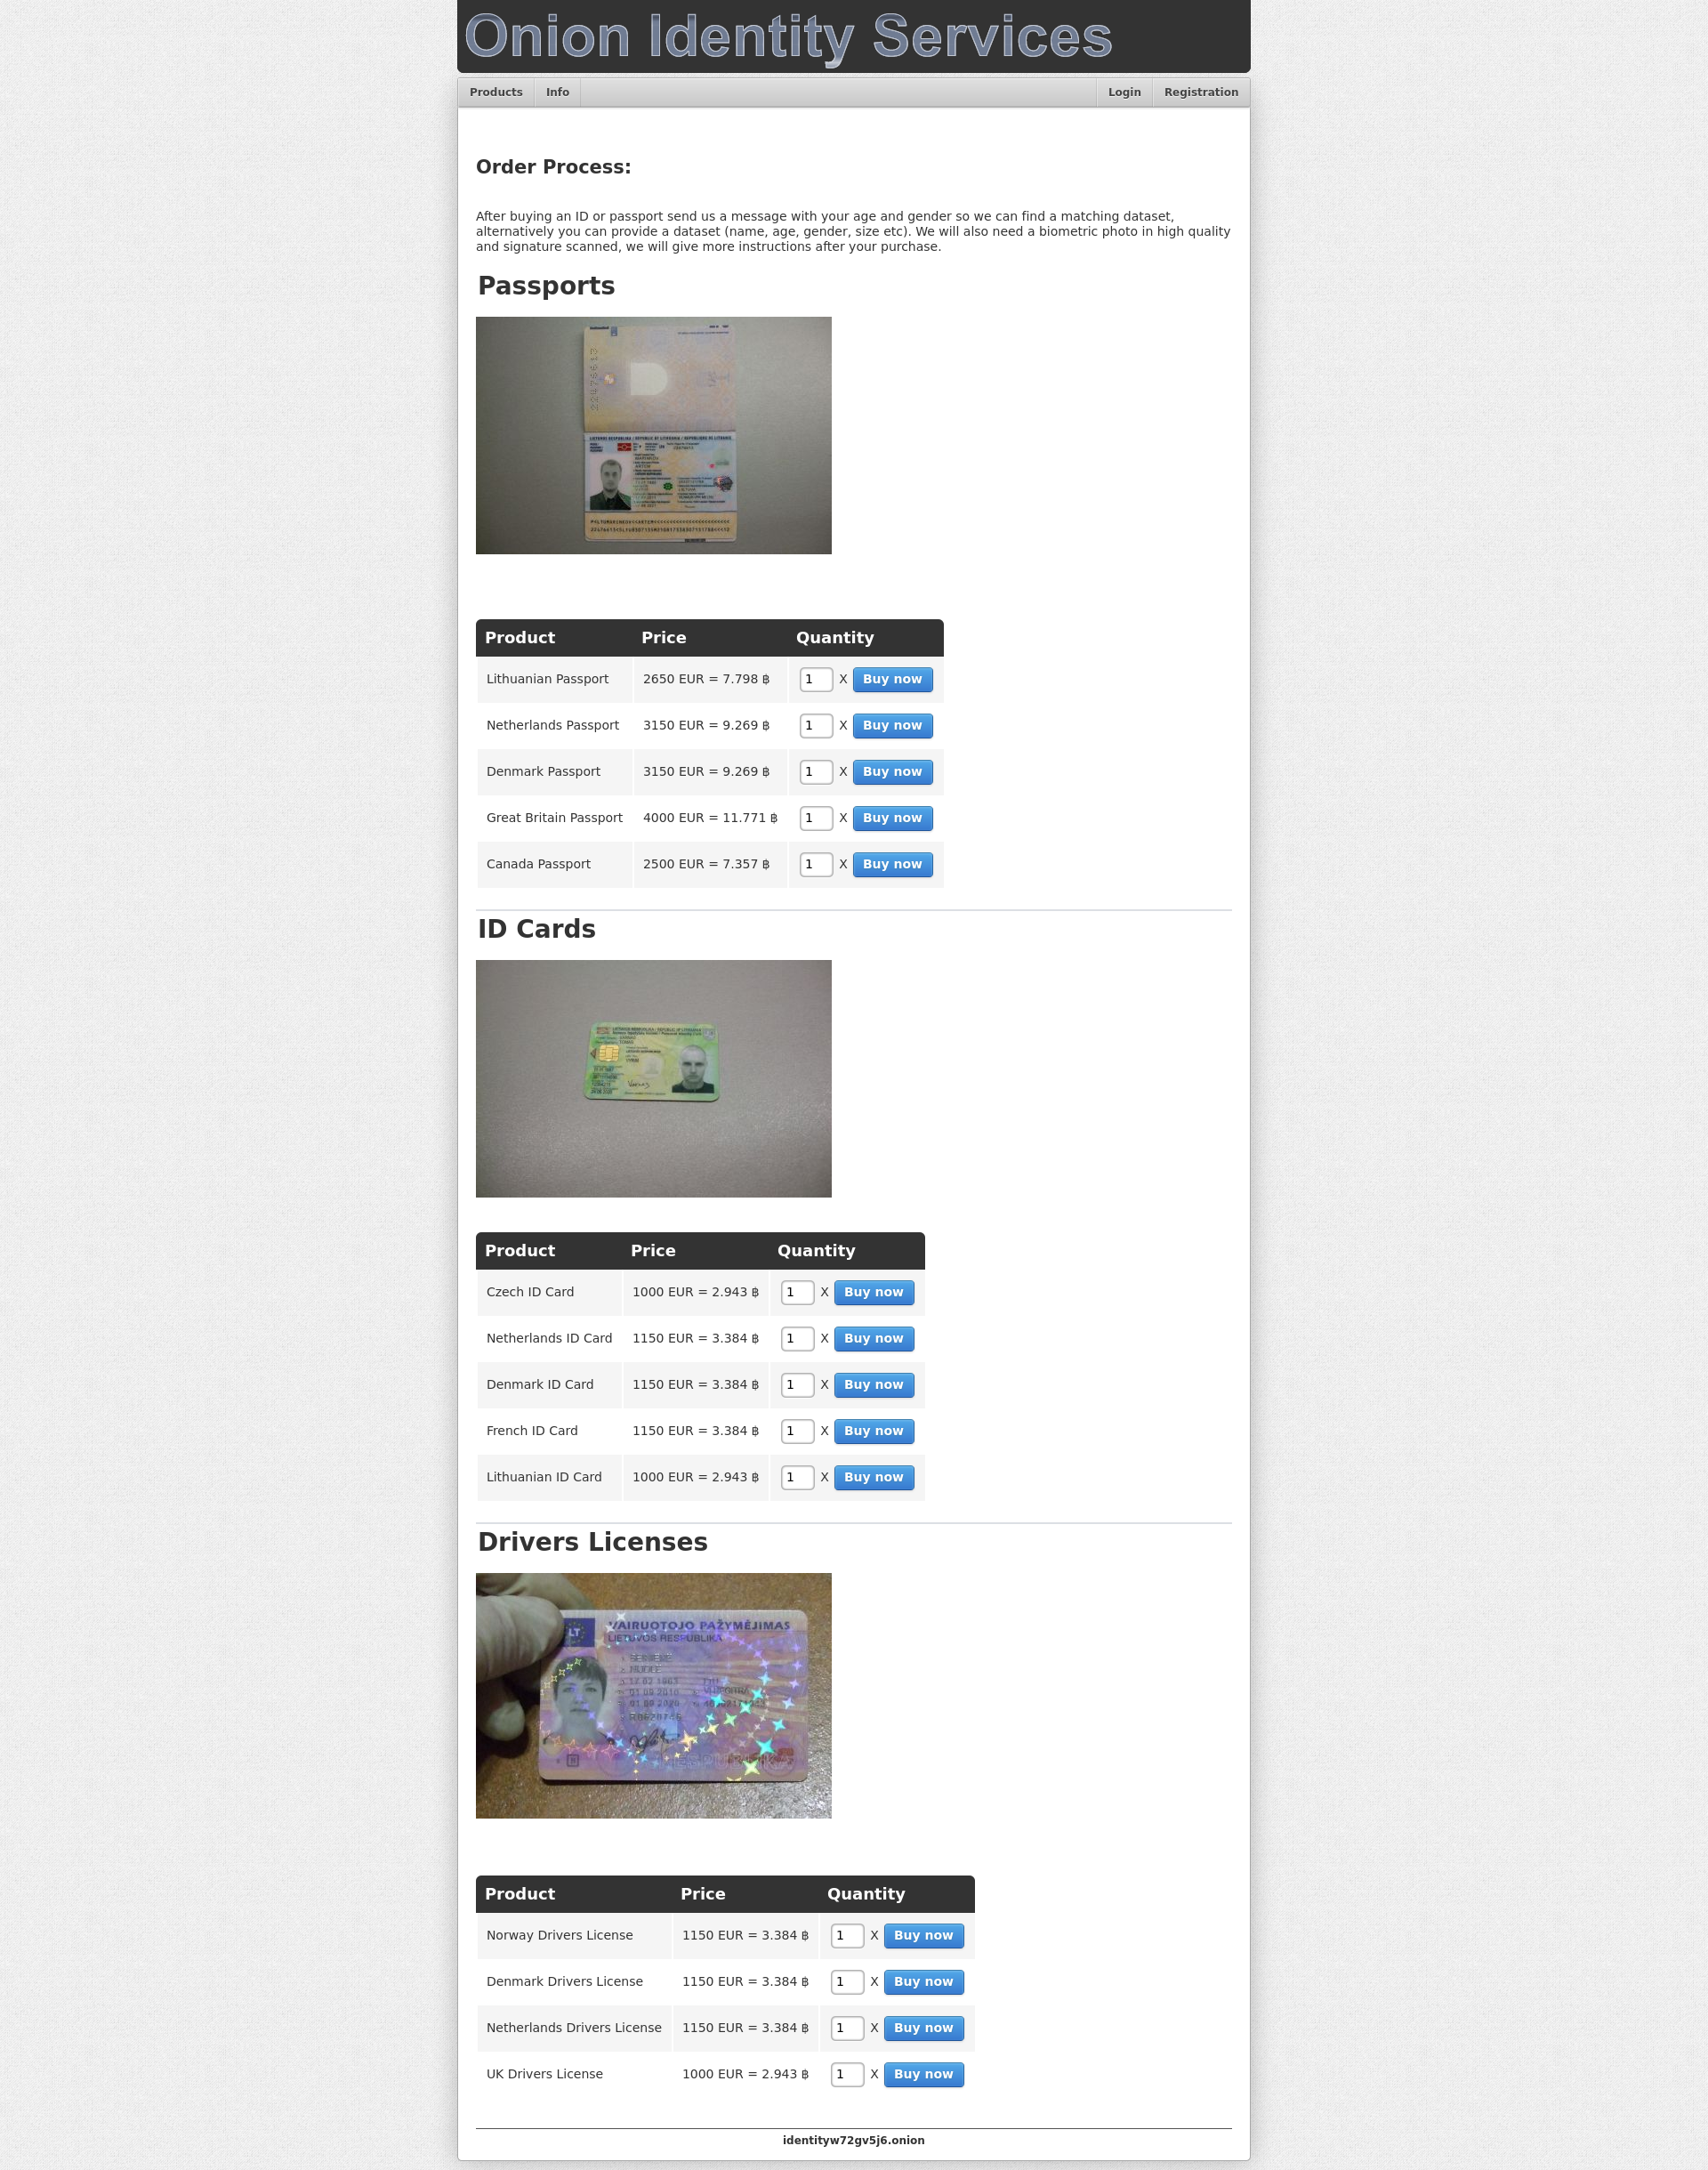 Onion Identity Services
Products Info Login Registration
Order Process:
After buying an ID or passport send us a message with your age and gender so we can find a matching dataset,
alternatively you can provide a dataset (name, age, gender, size etc). We will also need a biometric photo in high quality
and signature scanned, we will give more instructions after your purchase.
Passports
Product Price Quantity
Lithuanian Passport 2650 EUR = 7.798 ฿ 1 X Buy now
Netherlands Passport 3150 EUR = 9.269 ฿ 1 X Buy now
Denmark Passport 3150 EUR = 9.269 ฿ 1 X Buy now
Great Britain Passport 4000 EUR = 11.771 ฿ 1 X Buy now
Canada Passport 2500 EUR = 7.357 ฿ 1 X Buy now
ID Cards
Product Price Quantity
Czech ID Card 1000 EUR = 2.943 ฿ 1 X Buy now
Netherlands ID Card 1150 EUR = 3.384 ฿ 1 X Buy now
Denmark ID Card 1150 EUR = 3.384 ฿ 1 X Buy now
French ID Card 1150 EUR = 3.384 ฿ 1 X Buy now
Lithuanian ID Card 1000 EUR = 2.943 ฿ 1 X Buy now
Drivers Licenses
LT VAIRUOTOJO PAŽYMĖJIMAS
LIETUVOS RESPUBLIKA
Product Price Quantity
Norway Drivers License 1150 EUR = 3.384 ฿ 1 X Buy now
Denmark Drivers License 1150 EUR = 3.384 ฿ 1 X Buy now
Netherlands Drivers License 1150 EUR = 3.384 ฿ 1 X Buy now
UK Drivers License 1000 EUR = 2.943 ฿ 1 X Buy now
identityw72gv5j6.onion